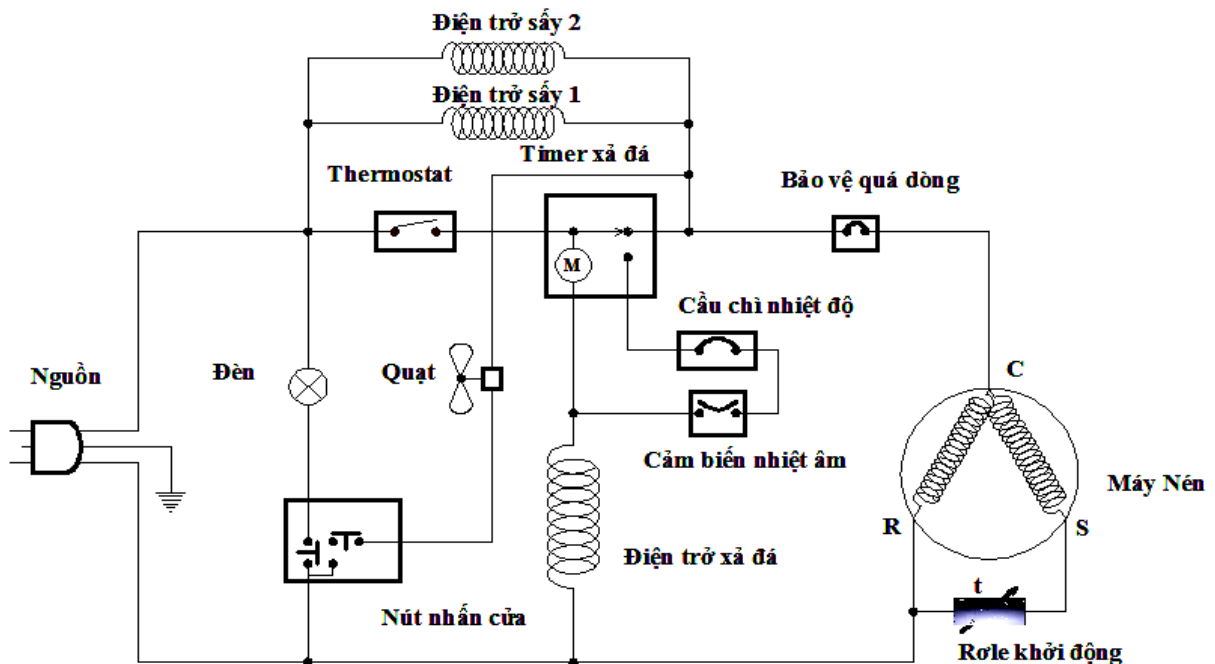 Điện trở sấy 2
Điện trở sấy 1
Timer xả đá
Thermostat
Bảo vệ quá dòng
M
Cầu chì nhiệt độ
Nguồn
Đèn
Quạt
C
Cảm biến nhiệt âm
Máy Nén
R
S
Điện trở xả đá
t
Nút nhấn cửa
Rơle khởi động